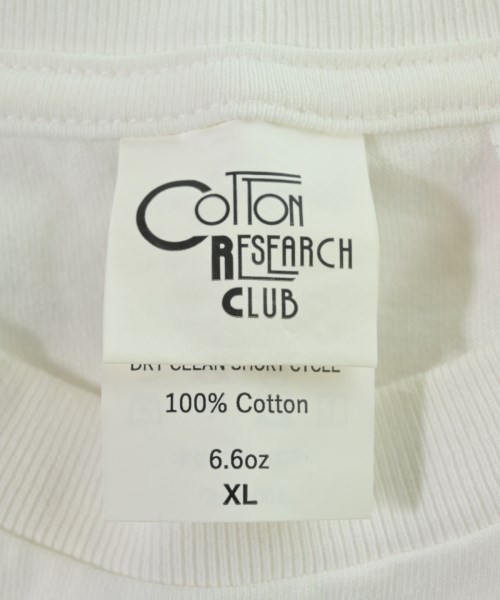 COTTON
RESEARCH
CLUB
DRY CLEAN SHORT CYCLE
100% Cotton
6.6oz
XL